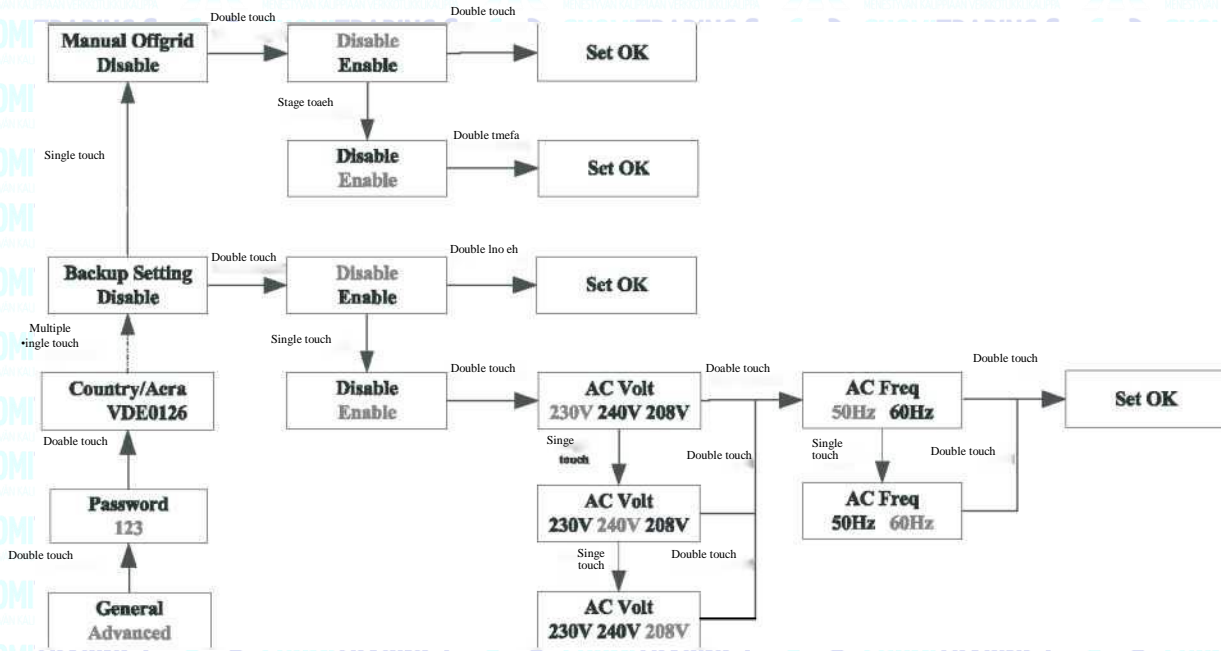 Double touch
Double touch
Manual Offgrid
Disable
Disable
Enable
Set OK
Stage toaeh
Double tmefa
Single touch
Disable
Enable
Set OK
Double touch
Double lno eh
Backup Setting
Disable
Disable
Enable
Set OK
Multiple
•ingle touch
Single touch
Double touch
Doable touch
Double touch
Country/Acra
VDE0126
Disable
Enable
AC Volt
230V 240V 208V
AC Freq
50Hz 60Hz
Set OK
Doable touch
Singe
touch
Double touch
Single
touch
Double touch
Password
123
AC Volt
230V 240V 208V
AC Freq
50Hz 60Hz
Double touch
Singe
touch
Double touch
General
Advanced
AC Volt
230V 240V 208V